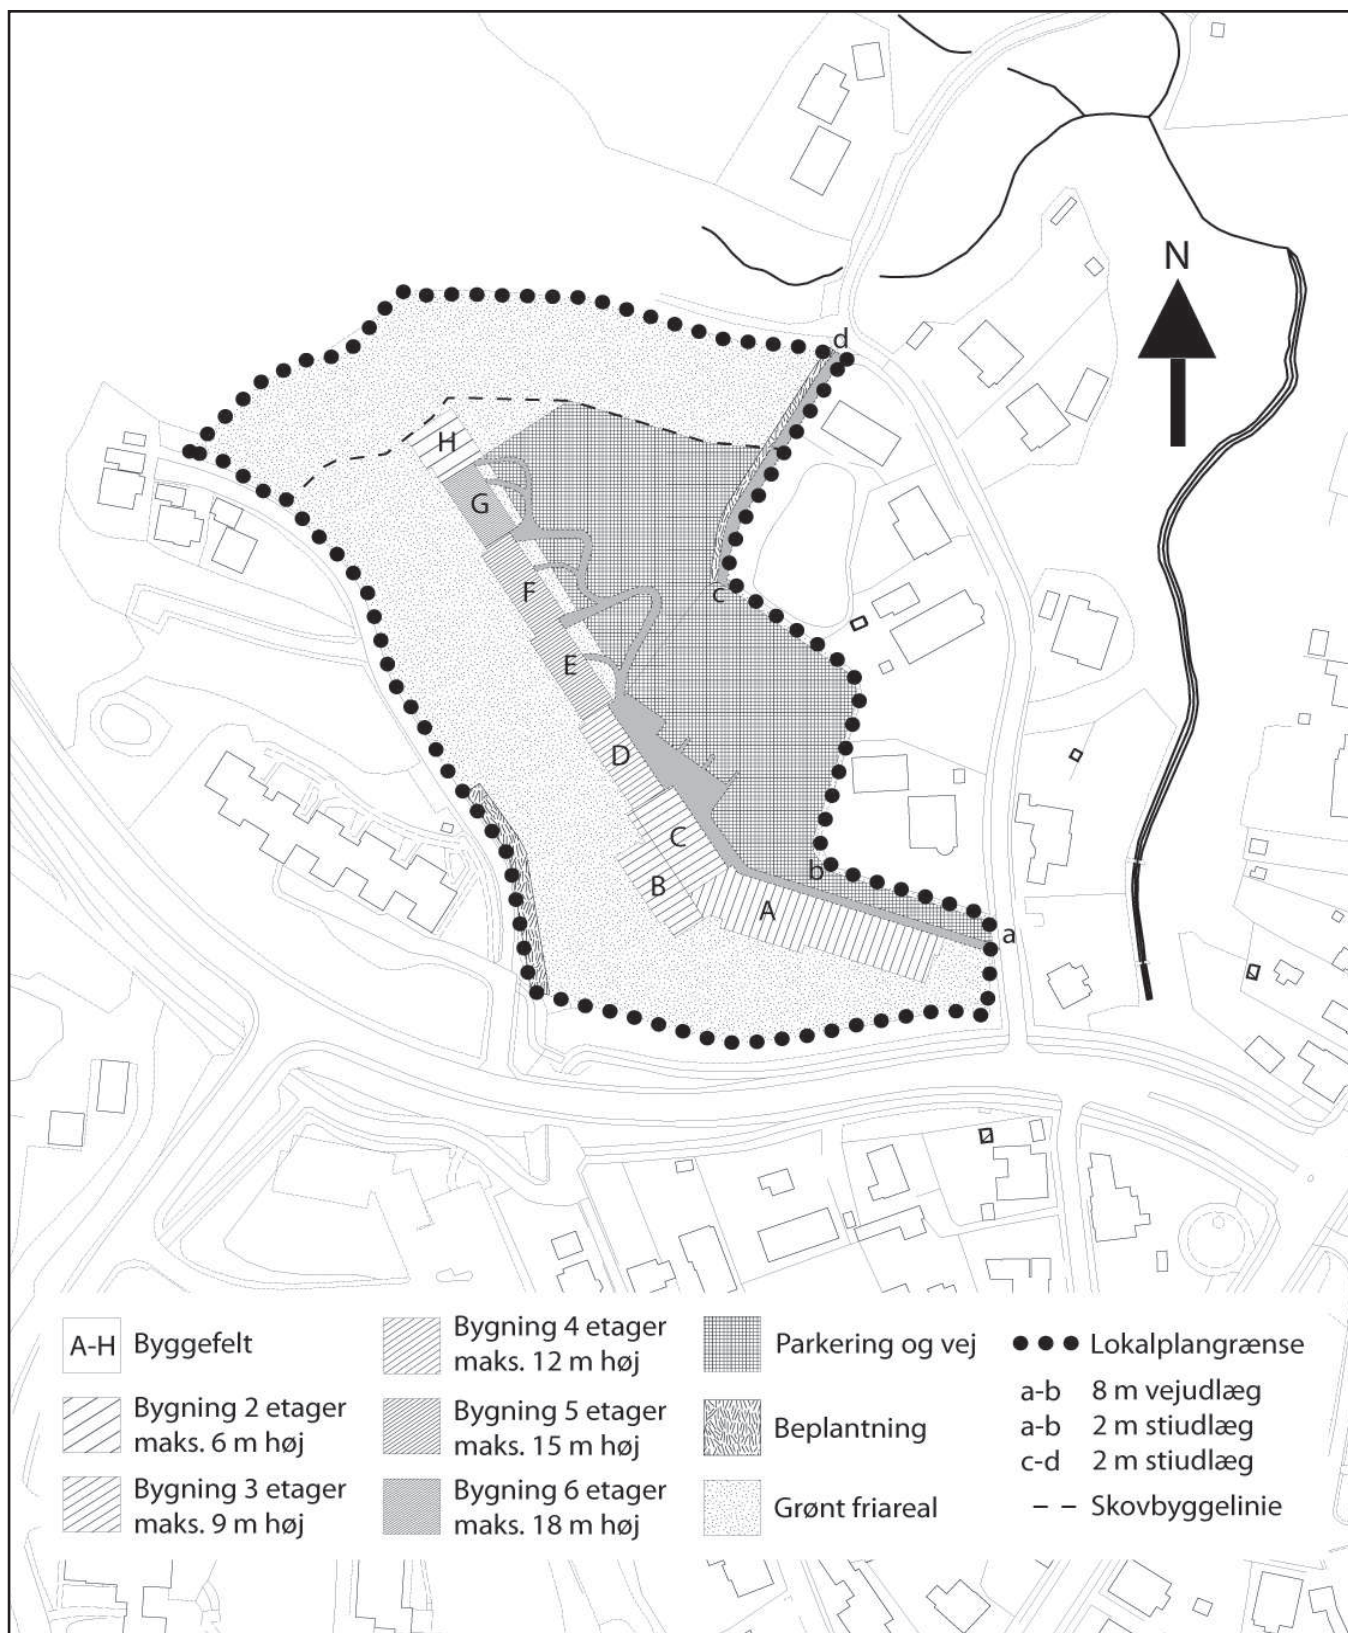 N
d
H
G
F
c
E
D
C
b
B
A
a
A-H Byggefelt
Bygning 2 etager
maks. 6 m høj
Bygning 3 etager
maks. 9 m høj
Bygning 4 etager
maks. 12 m høj
Bygning 5 etager
maks. 15 m høj
Bygning 6 etager
maks. 18 m høj
Parkering og vej
Beplantning
Grønt friareal
Lokalplangrænse
a-b 8 m vejudlæg
a-b 2 m stiudlæg
c-d 2 m stiudlæg
Skovbyggelinie